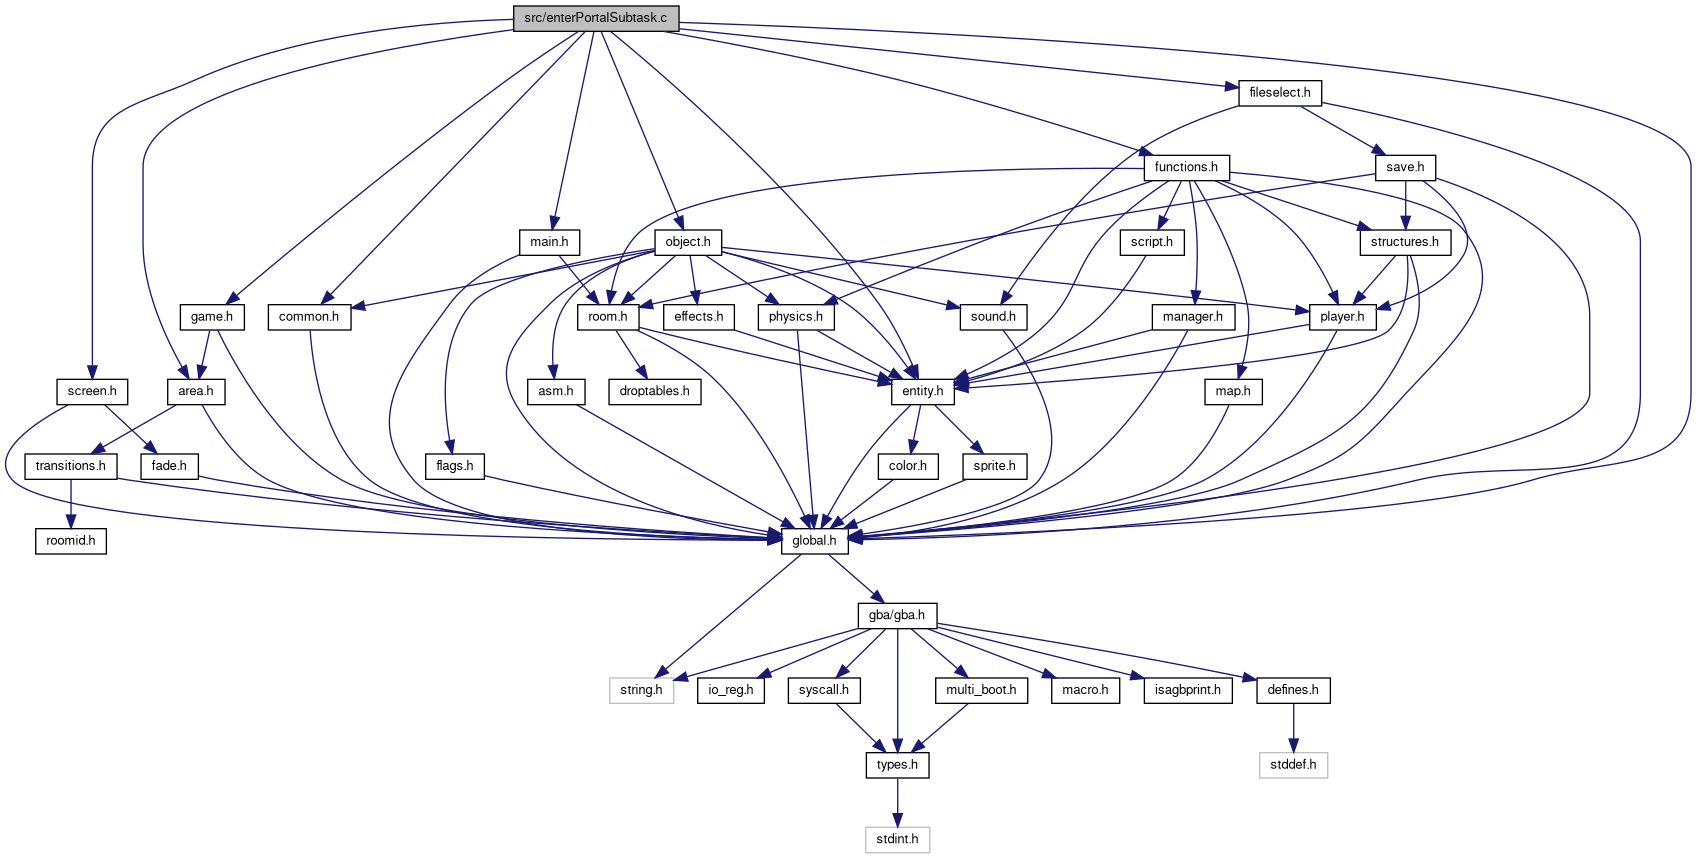 src/enterPortalSubtask.c
fileselect.h
functions.h
save.h
main.h
object.h
script.h
structures.h
game.h
common.h
room.h
effects.h
physics.h
sound.h
manager.h
player.h
screen.h
area.h
asm.h
droptables.h
entity.h
map.h
transitions.h
fade.h
flags.h
color.h
sprite.h
roomid.h
global.h
gba/gba.h
string.h
io_reg.h
syscall.h
multi_boot.h
macro.h
isagbprint.h
defines.h
types.h
stddef.h
stdint.h